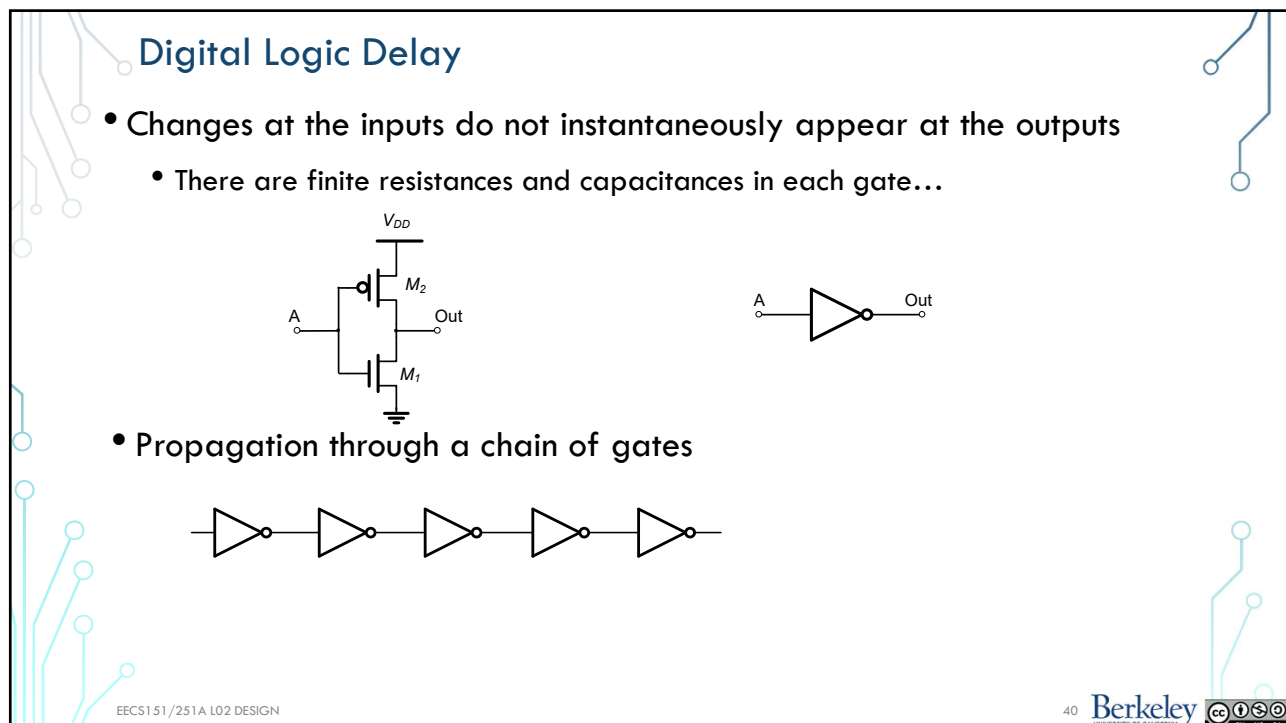 Digital Logic Delay
• Changes at the inputs do not instantaneously appear at the outputs
• There are finite resistances and capacitances in each gate...
VDD
M2
A
Out
M1
A
Out
• Propagation through a chain of gates
EECS151/251A L02 DESIGN
40
Berkeley
cc